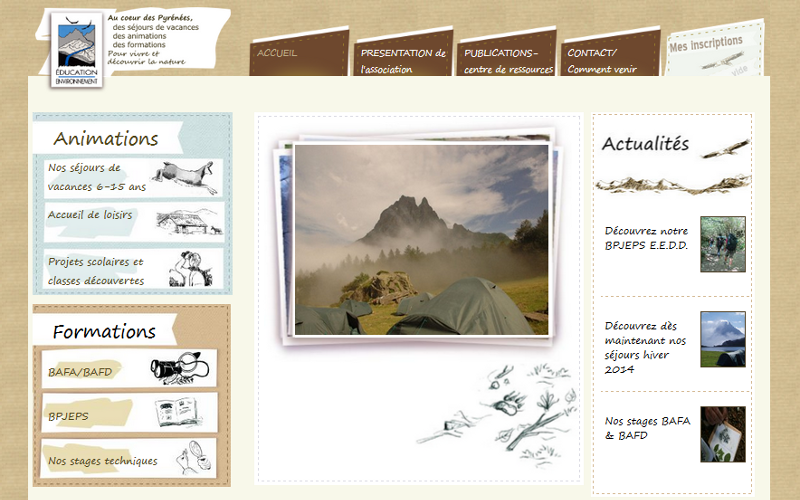 Au coeur des Pyrénées,
des séjours de vacances
des animations
des formations
Pour vivre et
découvrir la nature
ÉDUCATION
ENVIRONNEMENT
ACCUEIL
PRESENTATION de
l'association
PUBLICATIONS-
centre de ressources
CONTACT/
Comment venir
Mes inscriptions
Vide
Animations
Nos séjours de
vacances 6-15 ans
Accueil de loisirs
Projets scolaires et
classes découvertes
Formations
BAFA/BAFD
BPJEPS
Nos stages techniques
Actualités
Découvrez notre
BPJEPS E.E.D.D.
Découvrez dès
maintenant nos
séjours hiver
2014
Nos stages BAFA
& BAFD